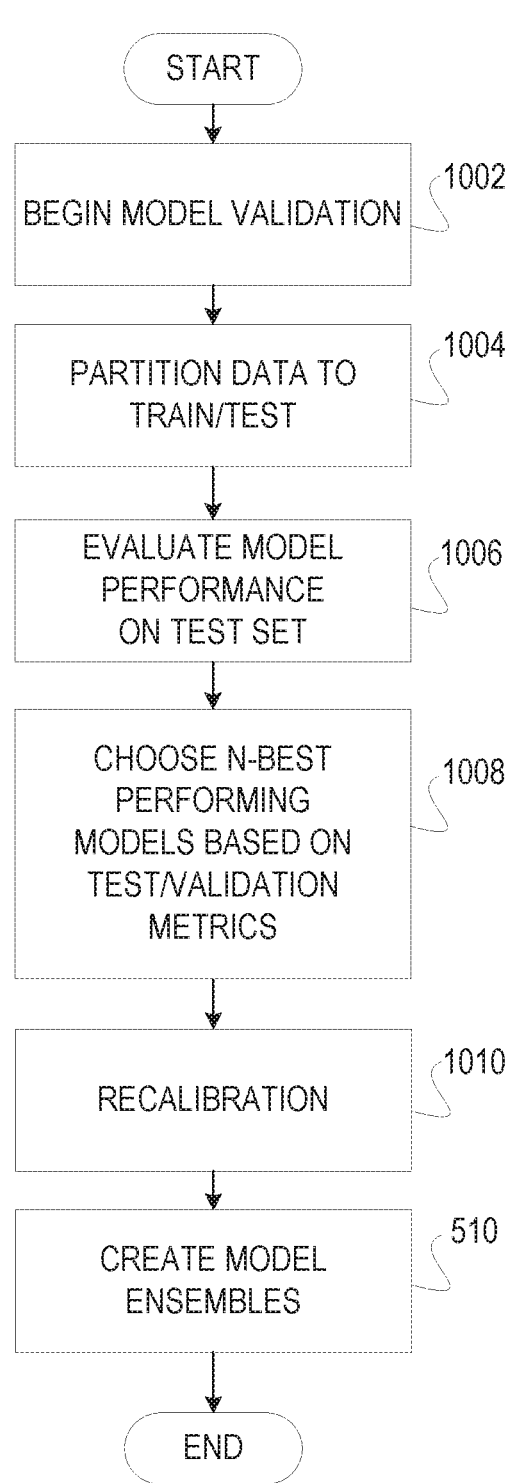 START
BEGIN MODEL VALIDATION
1002
PARTITION DATA TO
TRAIN/TEST
1004
EVALUATE MODEL
PERFORMANCE
ON TEST SET
1006
CHOOSE N-BEST
PERFORMING
MODELS BASED ON
TEST/VALIDATION
METRICS
1008
RECALIBRATION
1010
CREATE MODEL
ENSEMBLES
510
END